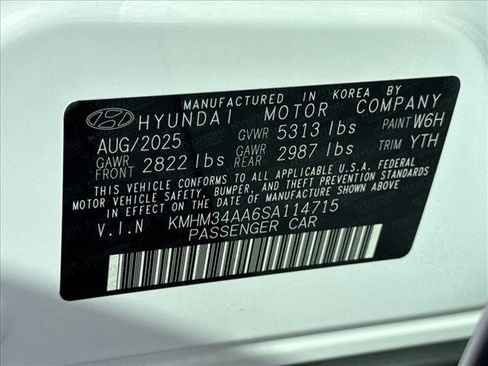 MANUFACTURED IN KOREA BY
HYUNDAI MOTOR COMPANY
AUG/2025 GVWR 5313 lbs PAINT W6H
GAWR FRONT 2822 lbs GAWR REAR 2987 lbs TRIM YTH
THIS VEHICLE CONFORMS TO ALL APPLICABLE U.S.A. FEDERAL
MOTOR VEHICLE SAFETY, BUMPER, AND THEFT PREVENTION STANDARDS
IN EFFECT ON THE DATE OF MANUFACTURE SHOWN ABOVE.
V.I.N KMHM34AA6SA114715
PASSENGER CAR